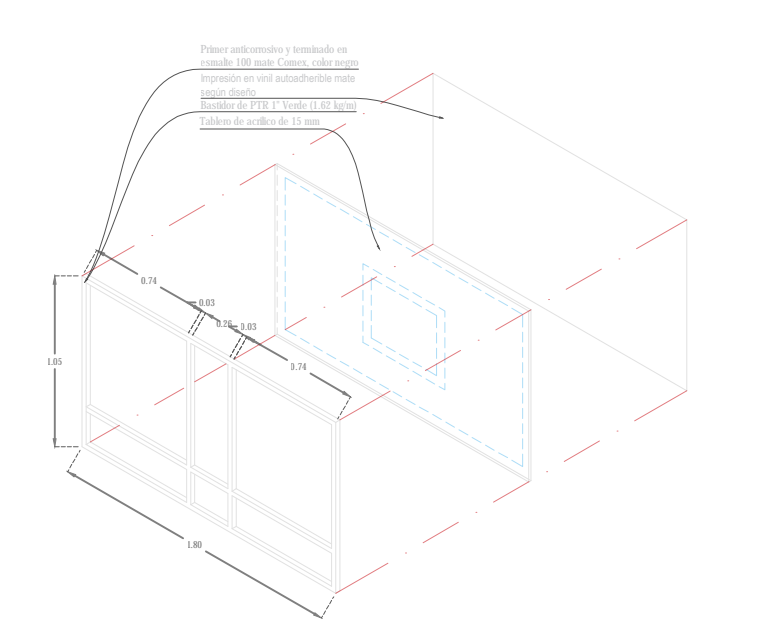 Primer anticorrosivo y terminado en
esmalte 100 mate Comex, color negro
Impresión en vinil autoadherible mate
según diseño
Bastidor de PTR 1" Verde (1.62 kg/m)
Tablero de acrílico de 15 mm
0.74
0.03
0.26
0.03
0.74
1.05
1.80